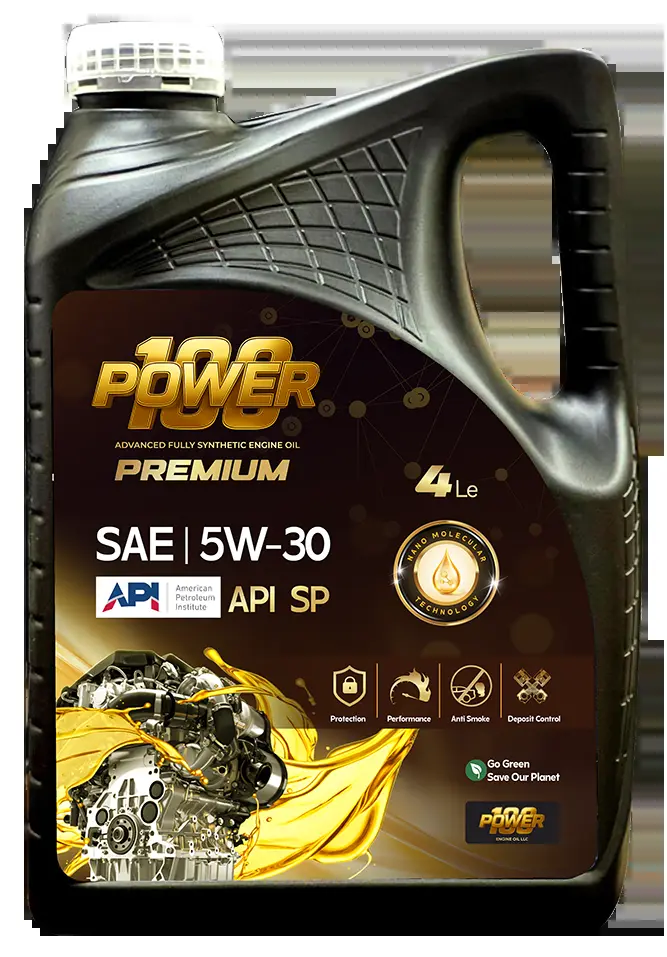 100
POWER
ADVANCED FULLY SYNTHETIC ENGINE OIL
PREMIUM
4 Le
SAE | 5W-30
API
American
Petroleum
Institute
API SP
NANO MOLECULAR
TECHNOLOGY
Protection
Performance
Anti Smoke
Deposit Control
Go Green
Save Our Planet
100
POWER
ENGINE OIL LLC